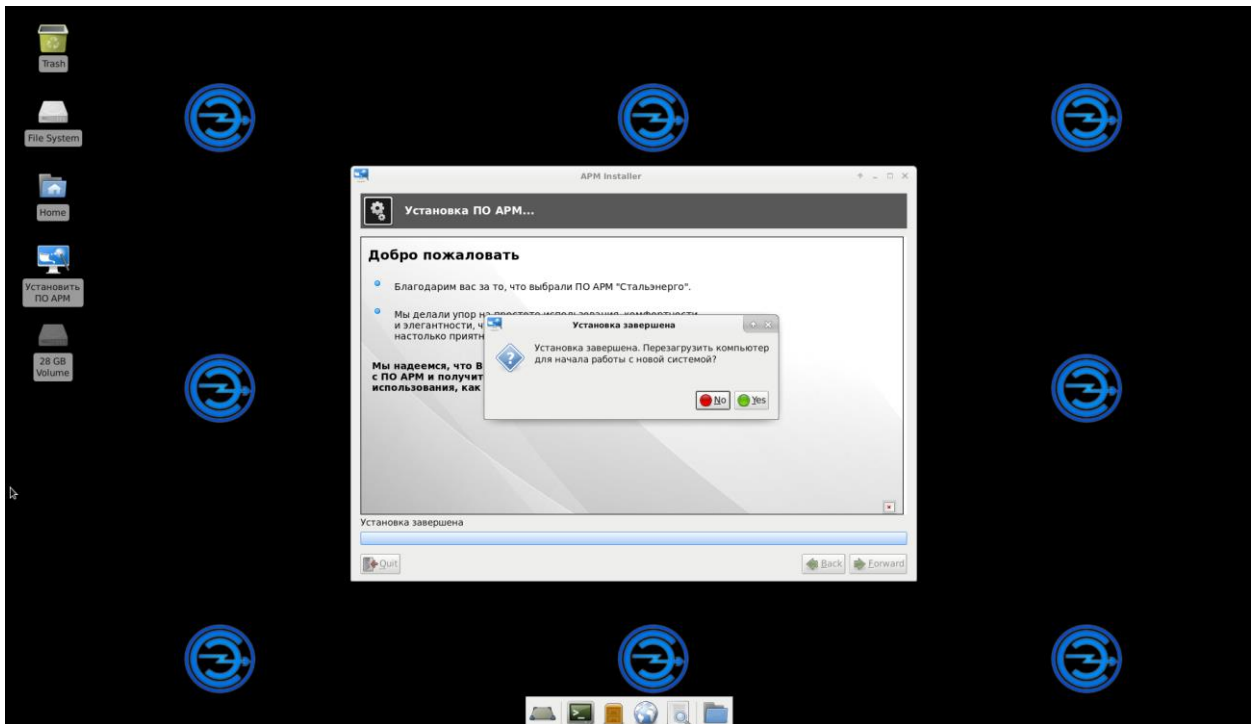 Trash
File System
Home
Установить
ПО АРМ
28 GB
Volume
APM Installer
Установка ПО АРМ...
Добро пожаловать
Благодарим вас за то, что выбрали ПО АРМ "Стальэнерго".
Мы делали упор на простоте использования, комфортности
и элегантности, ч
настолько приятн
Мы надеемся, что В
с ПО АРМ и получит
использования, как
Установка завершена
Установка завершена. Перезагрузить компьютер
для начала работы с новой системой?
No
Yes
Установка завершена
Quit
Back
Forward